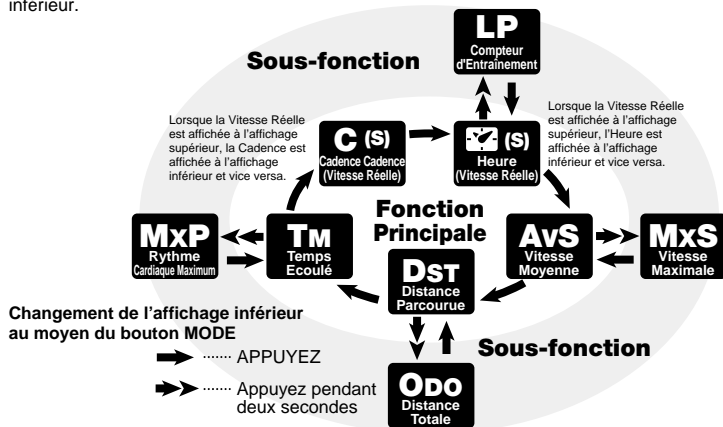 inférieur.
LP
Compteur
d'Entraînement
Sous-fonction
Lorsque la Vitesse Réelle
est affichée à l'affichage
supérieur, la Cadence est
affichée à l'affichage
inférieur et vice versa.
C (S)
Cadence Cadence
(Vitesse Réelle)
(S)
Heure
(Vitesse Réelle)
Lorsque la Vitesse Réelle
est affichée à l'affichage
supérieur, l'Heure est
affichée à l'affichage
inférieur et vice versa.
Fonction
Principale
MXP
Rythme
Cardiaque Maximum
TM
Temps
Ecoulé
DST
Distance
Parcourue
AVS
Vitesse
Moyenne
MXS
Vitesse
Maximale
Changement de l'affichage inférieur
au moyen du bouton MODE
······· APPUYEZ
······· Appuyez pendant
deux secondes
Sous-fonction
ODO
Distance
Totale